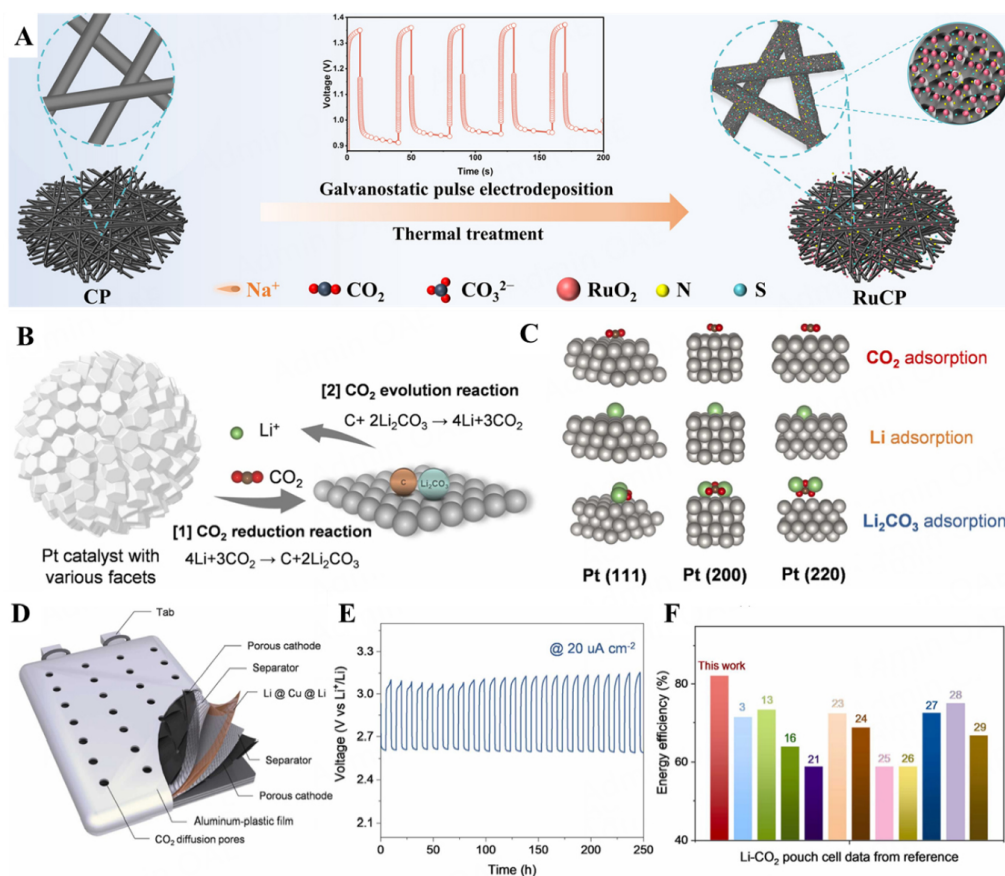 A
Voltage (V)
1.4
1.3
1.2
1.1
1.0
0.9
0 50 100 150 200
Time (s)
Galvanostatic pulse electrodeposition
Thermal treatment
CP
Na⁺ CO₂ CO₃²⁻ RuO₂ N S
RuCP
B
[2] CO₂ evolution reaction
C+ 2Li₂CO₃ → 4Li+3CO₂
Li⁺
CO₂
C Li₂CO₃
[1] CO₂ reduction reaction
4Li+3CO₂ → C+2Li₂CO₃
Pt catalyst with
various facets
C
CO₂ adsorption
Li adsorption
Li₂CO₃ adsorption
Pt (111) Pt (200) Pt (220)
D
Tab
Porous cathode
Separator
Li @ Cu @ Li
Separator
Porous cathode
Aluminum-plastic film
CO₂ diffusion pores
E
@ 20 uA cm⁻²
Voltage (V vs Li⁺/Li)
3.3
3.0
2.7
2.4
2.1
0 50 100 150 200 250
Time (h)
F
Energy efficiency (%)
80
60
40
This work
3
13
16
21
23
24
25
26
27
28
29
Li-CO₂ pouch cell data from reference